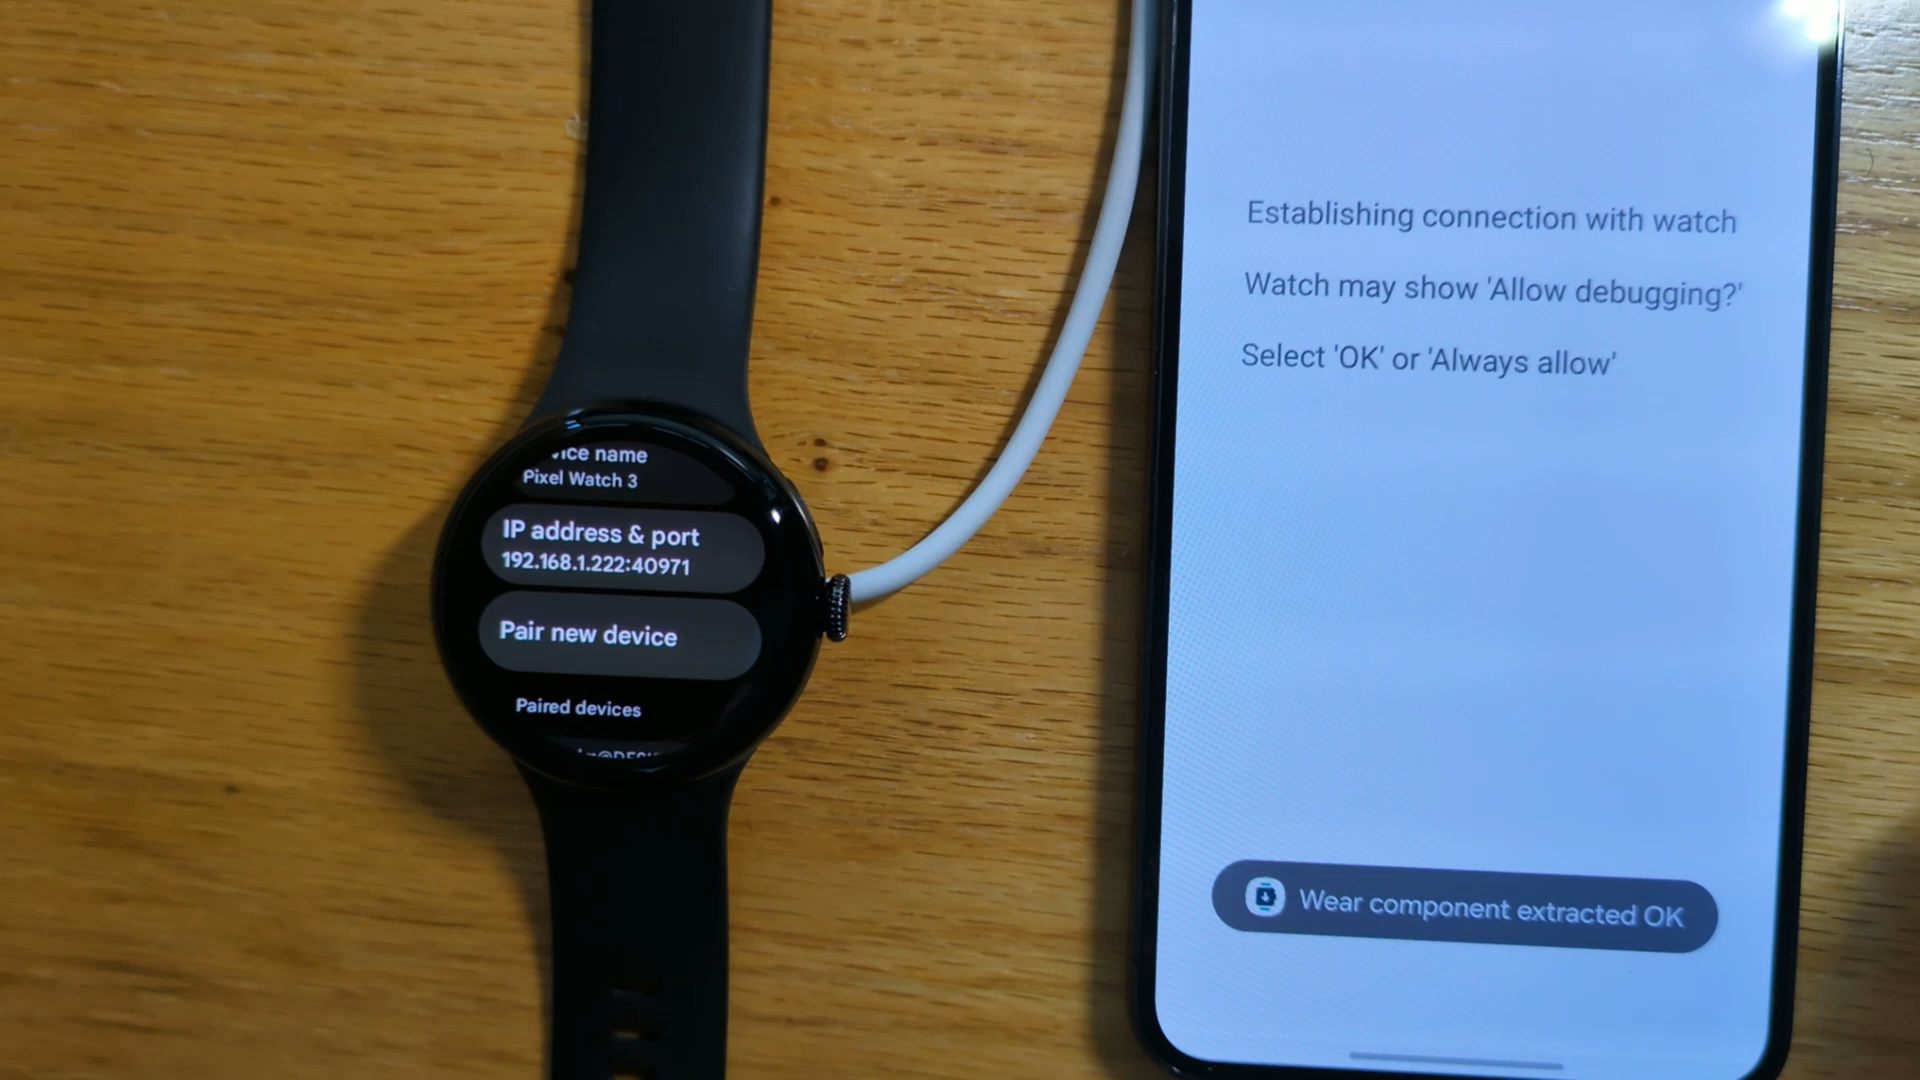 name
Pixel Watch 3
IP address & port
192.168.1.222:40971
Pair new device
Paired devices
Establishing connection with watch
Watch may show 'Allow debugging?'
Select 'OK' or 'Always allow'
Wear component extracted OK